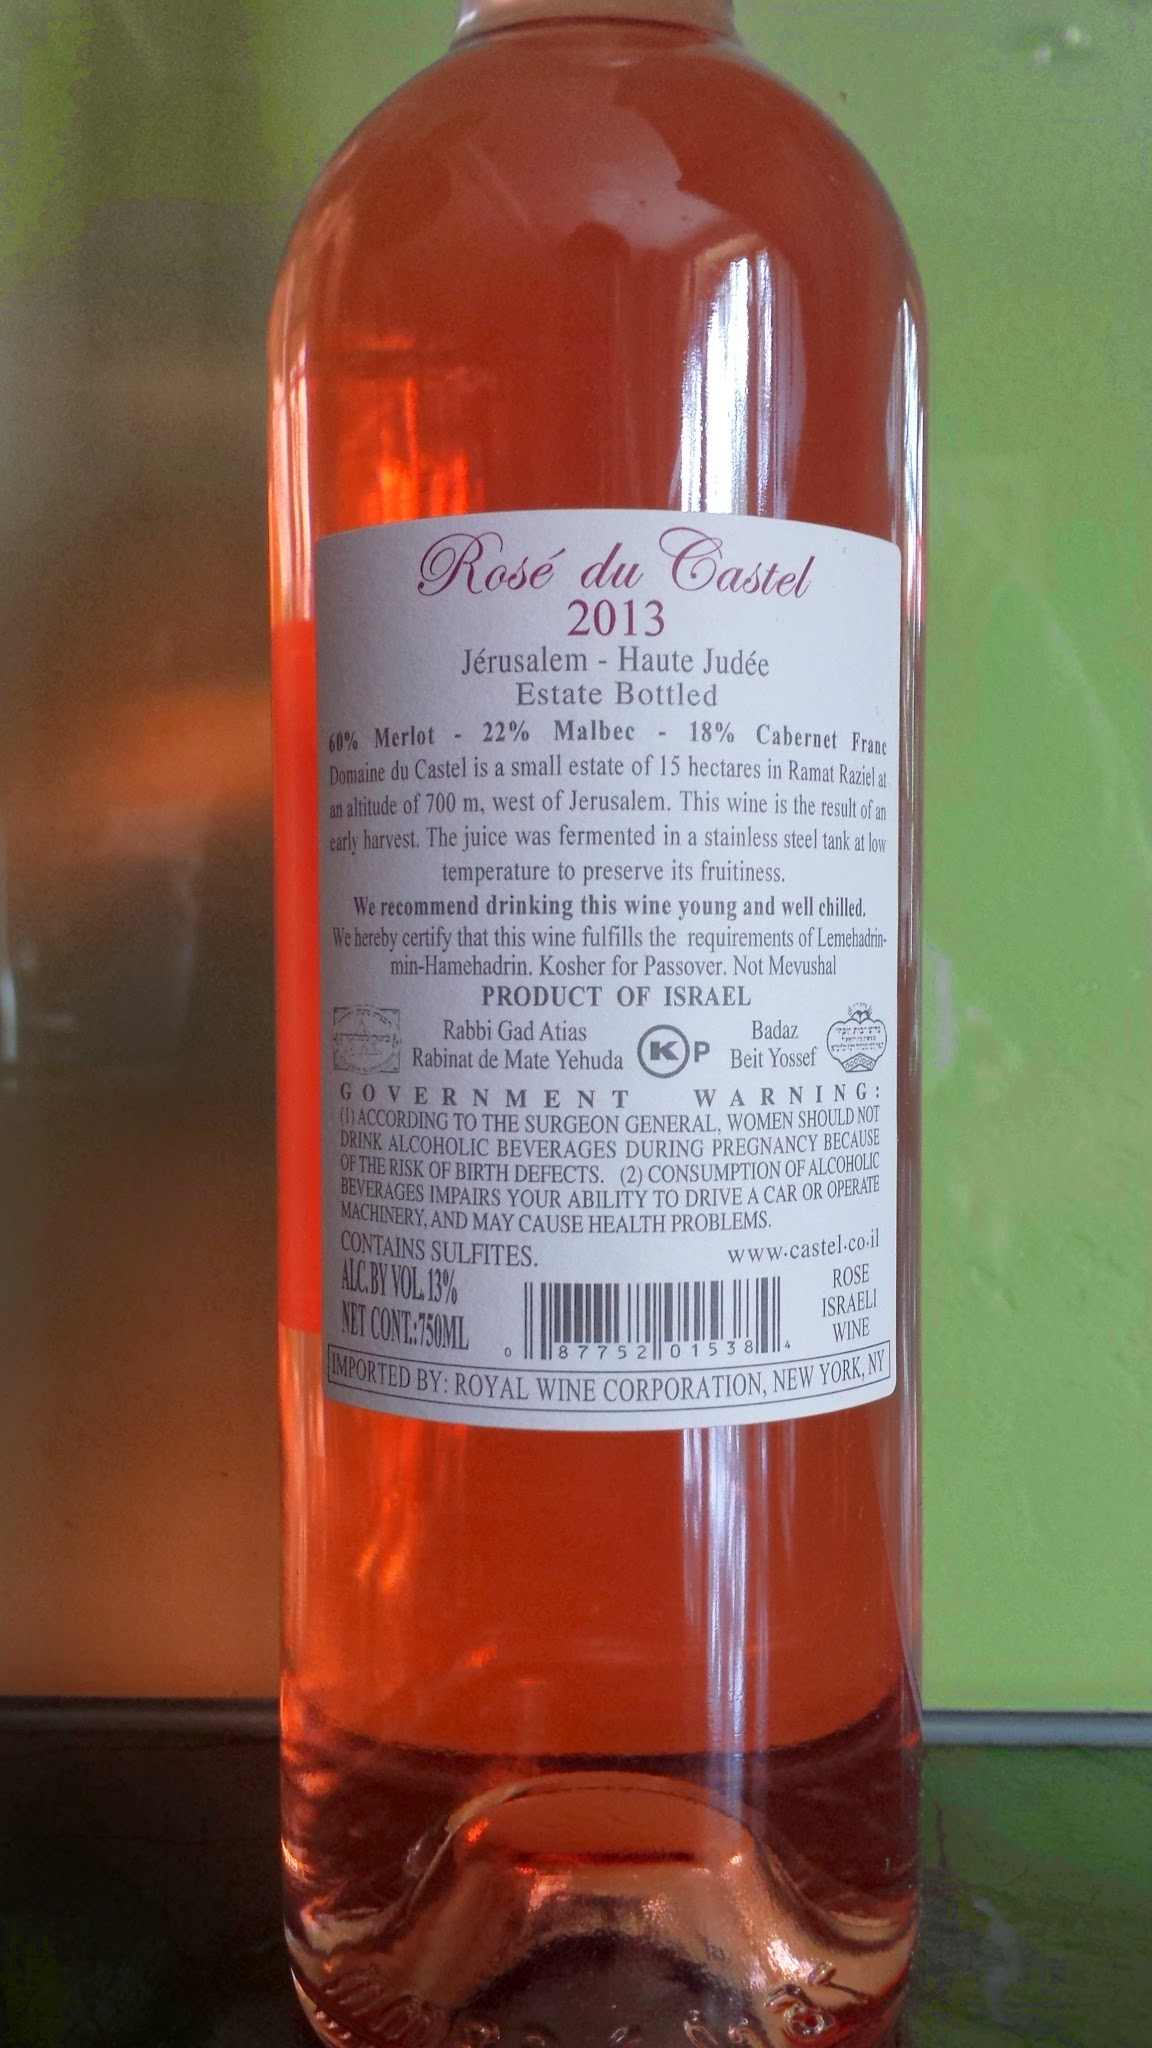 Rosé du Castel
2013
Jérusalem - Haute Judée
Estate Bottled
60% Merlot - 22% Malbec - 18% Cabernet Franc
Domaine du Castel is a small estate of 15 hectares in Ramat Raziel at
an altitude of 700 m, west of Jerusalem. This wine is the result of an
early harvest. The juice was fermented in a stainless steel tank at low
temperature to preserve its fruitiness.
We recommend drinking this wine young and well chilled.
We hereby certify that this wine fulfills the requirements of Lemehadrin-
min-Hamehadrin. Kosher for Passover. Not Mevushal
PRODUCT OF ISRAEL
Rabbi Gad Atias
Rabinat de Mate Yehuda
K P
Badaz
Beit Yossef
GOVERNMENT WARNING:
(1) ACCORDING TO THE SURGEON GENERAL, WOMEN SHOULD NOT
DRINK ALCOHOLIC BEVERAGES DURING PREGNANCY BECAUSE
OF THE RISK OF BIRTH DEFECTS. (2) CONSUMPTION OF ALCOHOLIC
BEVERAGES IMPAIRS YOUR ABILITY TO DRIVE A CAR OR OPERATE
MACHINERY, AND MAY CAUSE HEALTH PROBLEMS.
CONTAINS SULFITES.
www.castel.co.il
ALC.BY VOL. 13%
NET CONT.:750ML
0 87752 01538 4
ROSE
ISRAELI
WINE
IMPORTED BY: ROYAL WINE CORPORATION, NEW YORK, NY